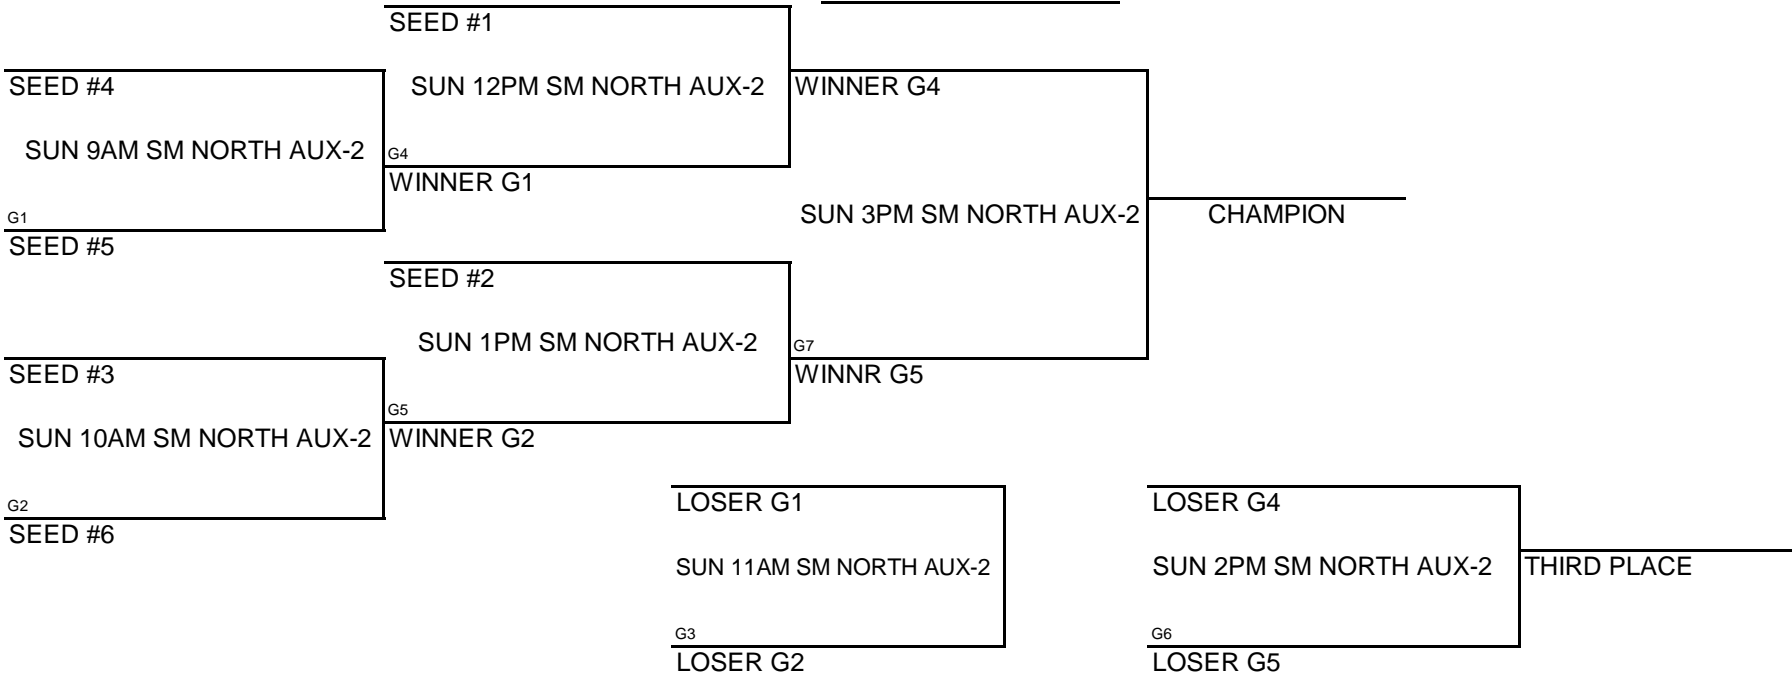 SEED #1
SEED #4
SUN 12PM SM NORTH AUX-2
WINNER G4
SUN 9AM SM NORTH AUX-2
G4
WINNER G1
G1
SUN 3PM SM NORTH AUX-2
CHAMPION
SEED #5
SEED #2
SUN 1PM SM NORTH AUX-2
G7
SEED #3
WINNR G5
G5
SUN 10AM SM NORTH AUX-2
WINNER G2
G2
LOSER G1
LOSER G4
SEED #6
SUN 11AM SM NORTH AUX-2
SUN 2PM SM NORTH AUX-2
THIRD PLACE
G3
G6
LOSER G2
LOSER G5